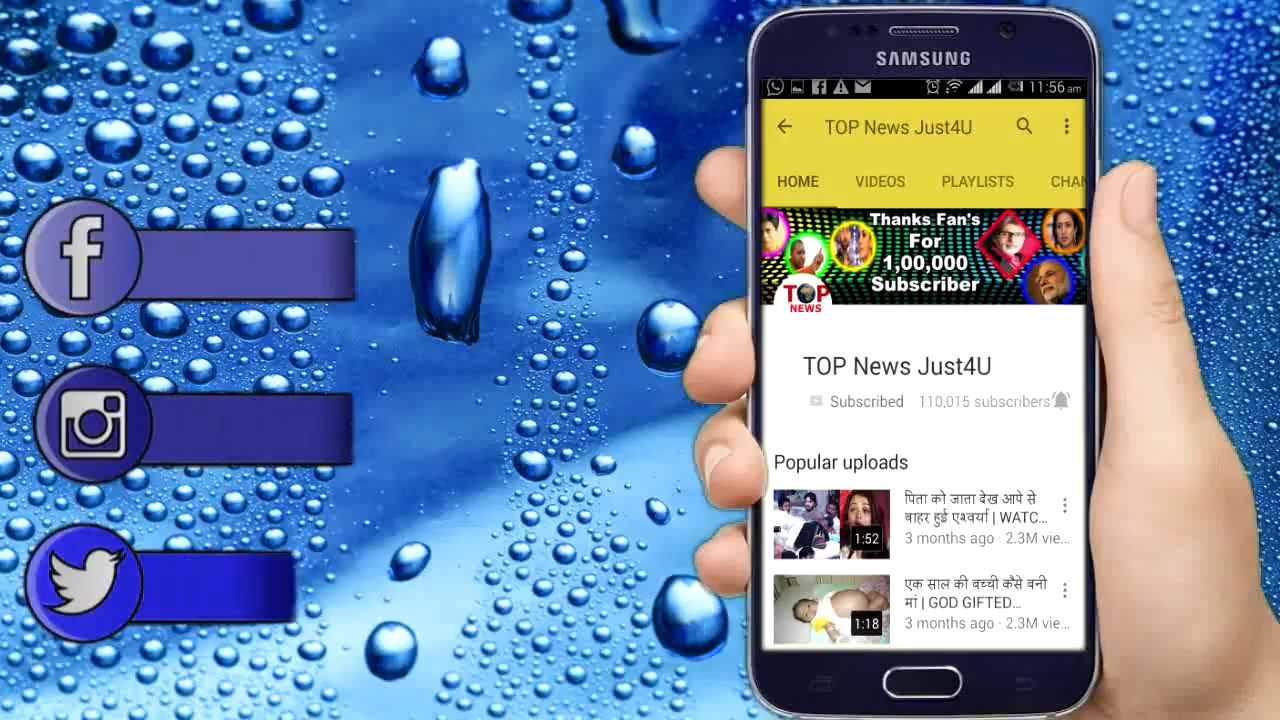 SAMSUNG
11:56 am
TOP News Just4U
HOME VIDEOS PLAYLISTS CHAN
Thanks Fan's
For
1,00,000
Subscriber
TOP
NEWS
TOP News Just4U
Subscribed 110,015 subscribers
Popular uploads
पिता को जाता देख आपे से
बाहर हुई एश्वर्या | WATC...
3 months ago · 2.3M vie...
1:52
एक साल की बच्ची कैसे बनी
मां | GOD GIFTED...
3 months ago · 2.3M vie...
1:18